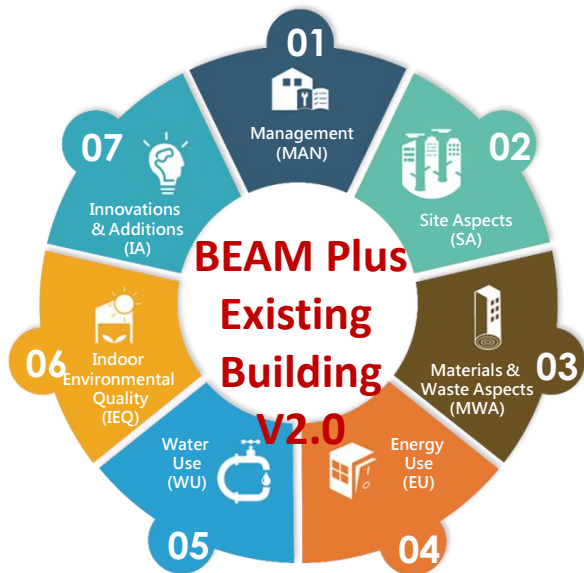 BEAM Plus
Existing
Building
V2.0
01
Management
(MAN)
02
Site Aspects
(SA)
03
Materials &
Waste Aspects
(MWA)
04
Energy
Use
(EU)
05
Water
Use
(WU)
06
Indoor
Environmental
Quality
(IEQ)
07
Innovations
& Additions
(IA)